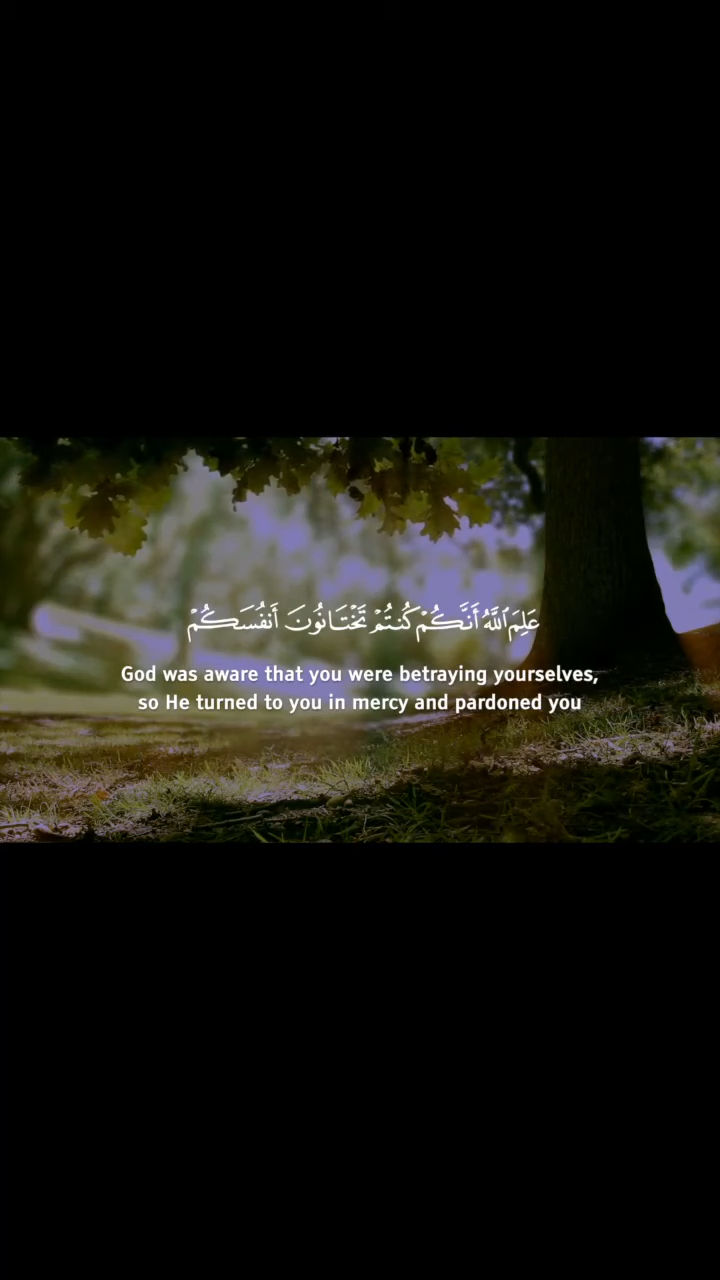 عَلِمَ ٱللَّهُ أَنَّكُمْ كُنتُمْ تَخْتَانُونَ أَنفُسَكُمْ
God was aware that you were betraying yourselves,
so He turned to you in mercy and pardoned you